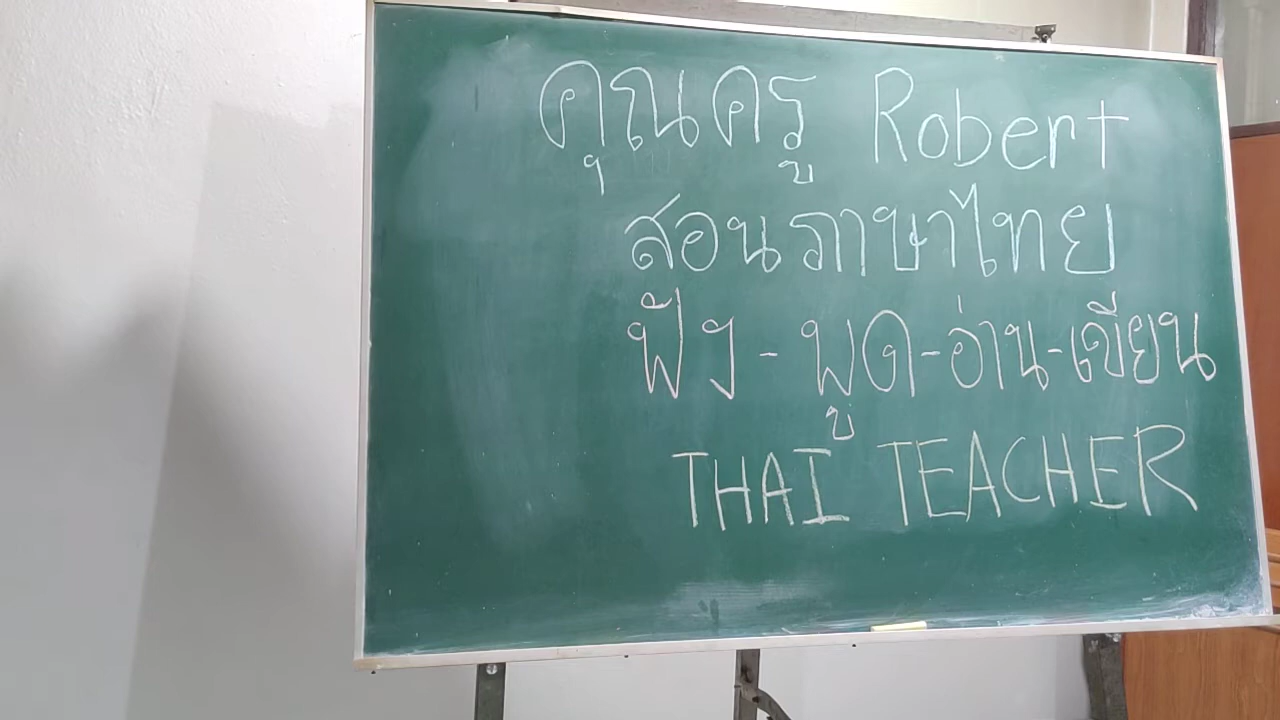 คุณครู Robert
สอนภาษาไทย
ฟัง - พูด - อ่าน - เขียน
THAI TEACHER